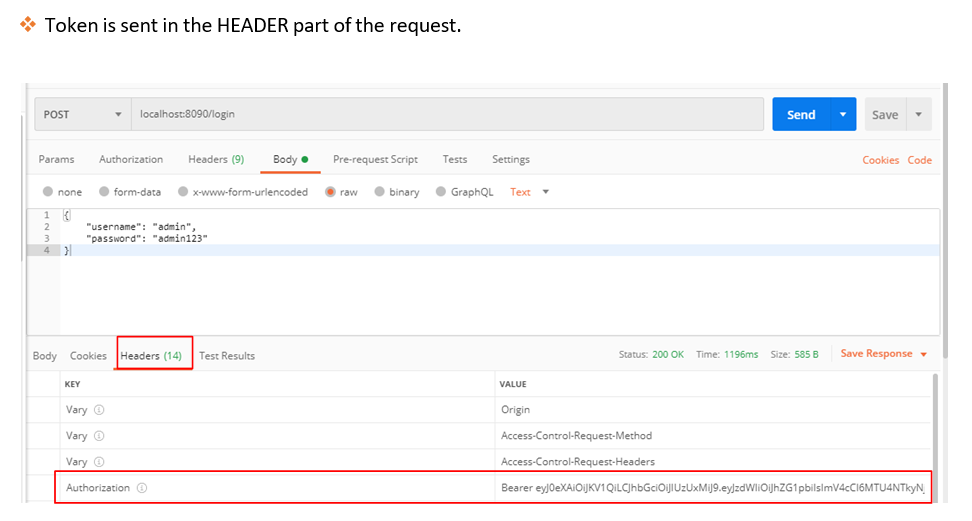 Token is sent in the HEADER part of the request.
POST localhost:8090/login Send Save
Params Authorization Headers (9) Body Pre-request Script Tests Settings Cookies Code
none form-data x-www-form-urlencoded raw binary GraphQL Text
1 {
2 "username": "admin",
3 "password": "admin123"
4 }
Body Cookies Headers (14) Test Results Status: 200 OK Time: 1196ms Size: 585 B Save Response
KEY VALUE
Vary Origin
Vary Access-Control-Request-Method
Vary Access-Control-Request-Headers
Authorization Bearer